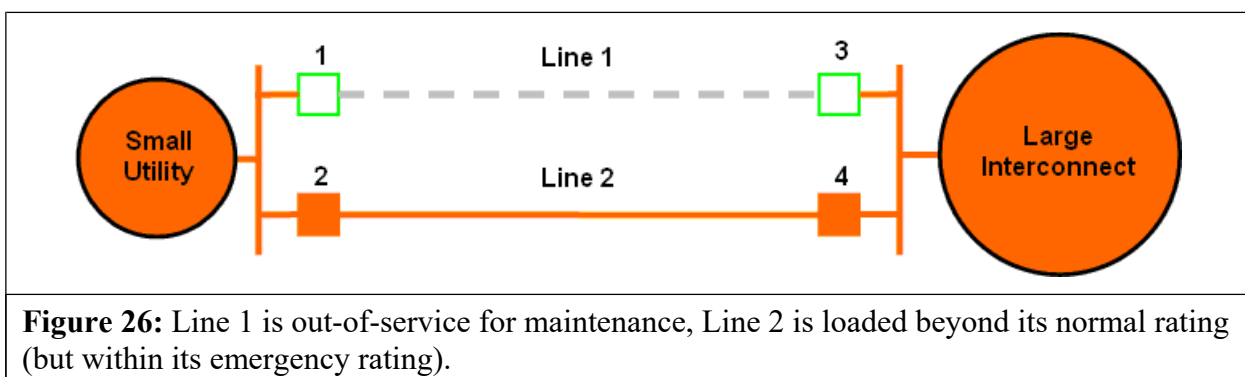 1
Line 1
3
Small
Utility
Large
Interconnect
2
Line 2
4
Figure 26: Line 1 is out-of-service for maintenance, Line 2 is loaded beyond its normal rating
(but within its emergency rating).